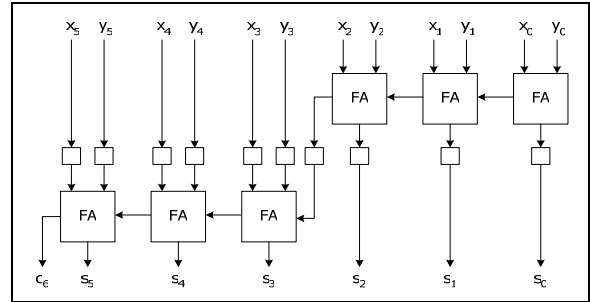 x₅ y₅ x₄ y₄ x₃ y₃ x₂ y₂ x₁ y₁ x₀ y₀
FA FA FA
FA FA FA
c₆ s₅ s₄ s₃ s₂ s₁ s₀